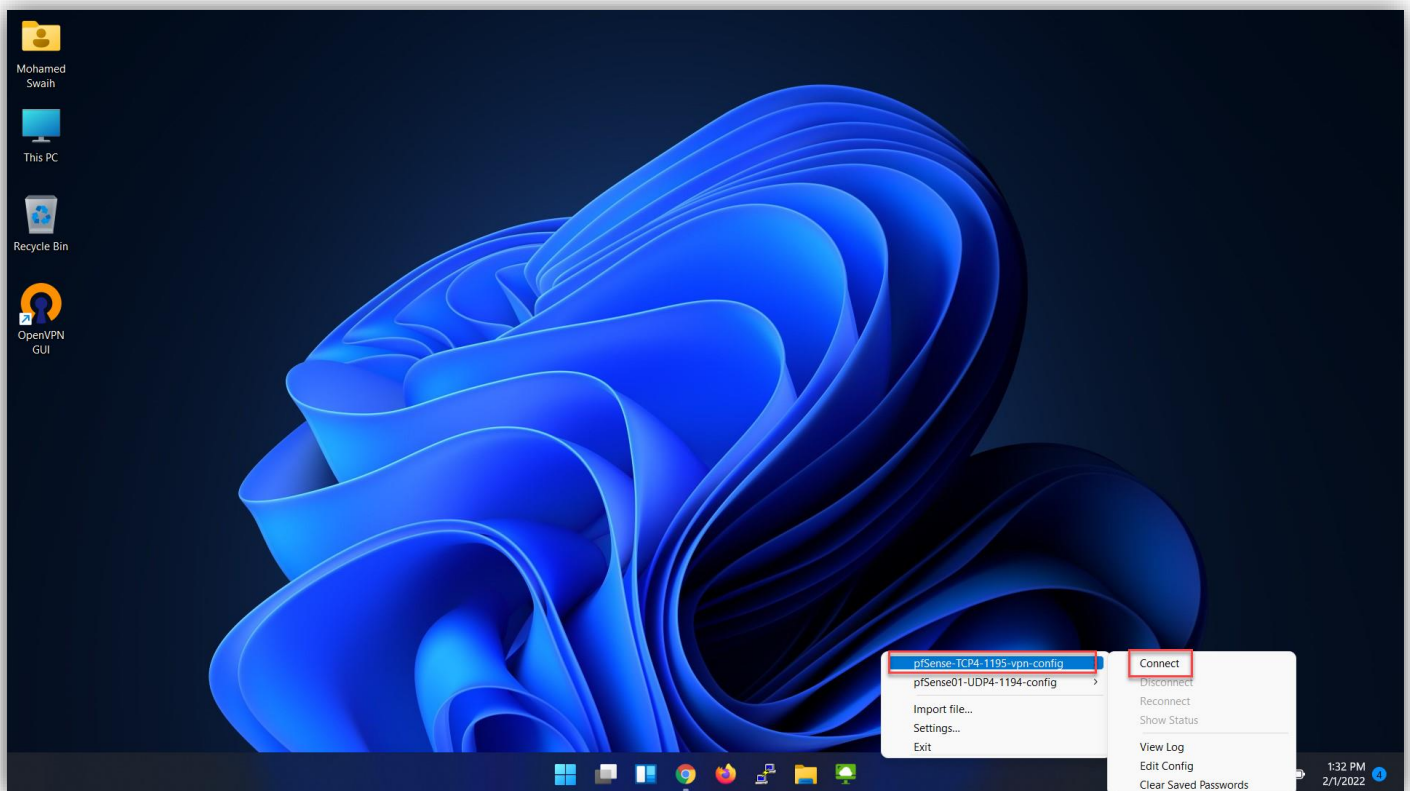 Mohamed
Swaih
This PC
Recycle Bin
OpenVPN
GUI
pfSense-TCP4-1195-vpn-config
pfSense01-UDP4-1194-config
Import file...
Settings...
Exit
Connect
Disconnect
Reconnect
Show Status
View Log
Edit Config
Clear Saved Passwords
1:32 PM
2/1/2022
4